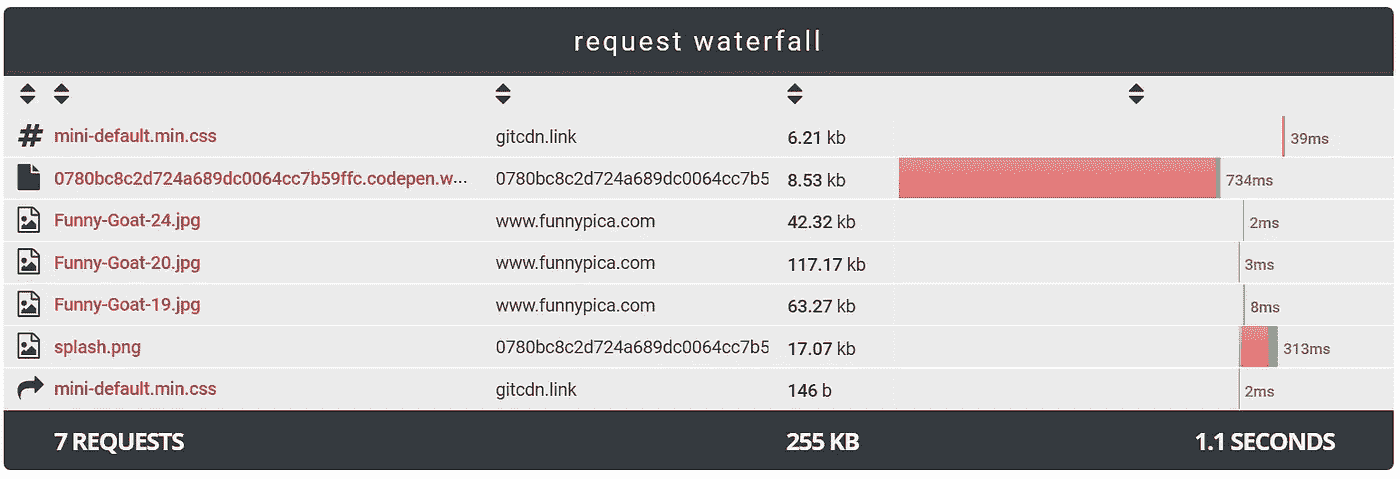 request waterfall
mini-default.min.css gitcdn.link 6.21 kb 39ms
0780bc8c2d724a689dc0064cc7b59ffc.codepen.w... 0780bc8c2d724a689dc0064cc7b5 8.53 kb 734ms
Funny-Goat-24.jpg www.funnypica.com 42.32 kb 2ms
Funny-Goat-20.jpg www.funnypica.com 117.17 kb 3ms
Funny-Goat-19.jpg www.funnypica.com 63.27 kb 8ms
splash.png 0780bc8c2d724a689dc0064cc7b5 17.07 kb 313ms
mini-default.min.css gitcdn.link 146 b 2ms
7 REQUESTS 255 KB 1.1 SECONDS